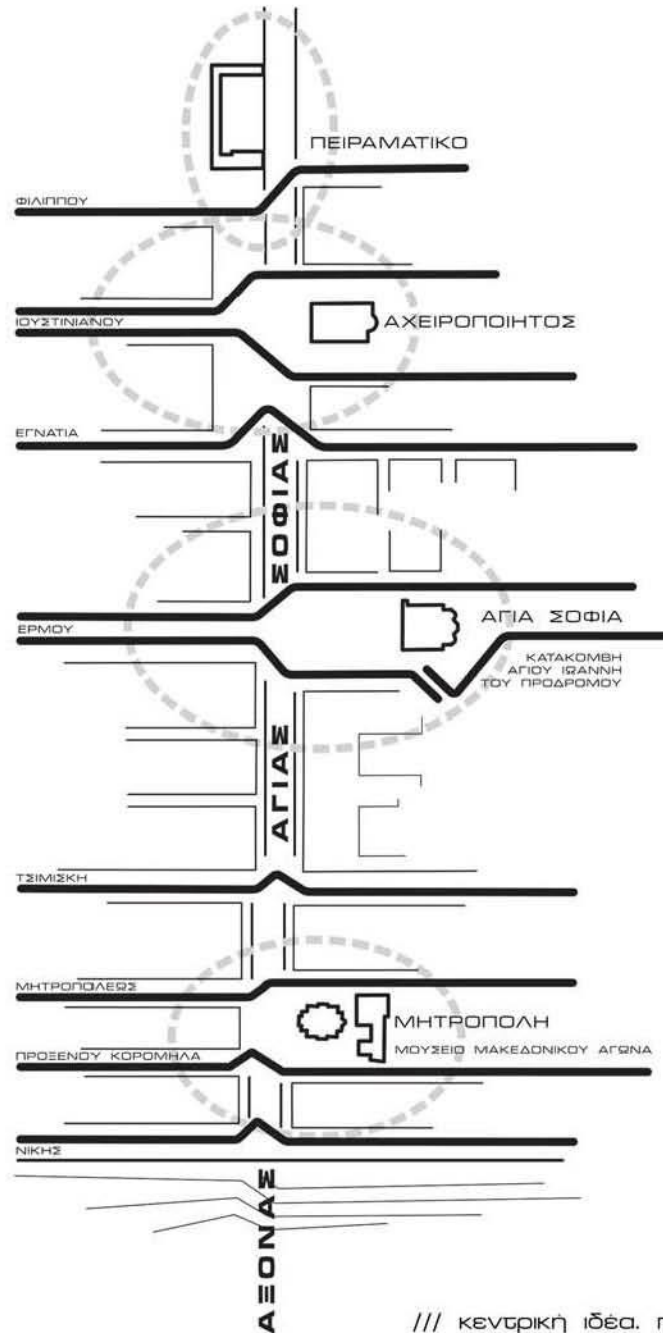 ΠΕΙΡΑΜΑΤΙΚΟ
ΦΙΛΙΠΠΟΥ
ΙΟΥΣΤΙΝΙΑΝΟΥ
ΑΧΕΙΡΟΠΟΙΗΤΟΣ
ΕΓΝΑΤΙΑ
ΑΞΟΝΑΣ ΑΓΙΑΣ ΣΟΦΙΑΣ
ΑΓΙΑ ΣΟΦΙΑ
ΕΡΜΟΥ
ΚΑΤΑΚΟΜΒΗ
ΑΓΙΟΥ ΙΩΑΝΝΗ
ΤΟΥ ΠΡΟΔΡΟΜΟΥ
ΤΣΙΜΙΣΚΗ
ΜΗΤΡΟΠΟΛΕΩΣ
ΜΗΤΡΟΠΟΛΗ
ΜΟΥΣΕΙΟ ΜΑΚΕΔΟΝΙΚΟΥ ΑΓΩΝΑ
ΠΡΟΞΕΝΟΥ ΚΟΡΟΜΗΛΑ
ΝΙΚΗΣ
/// κεντρική ιδέα.